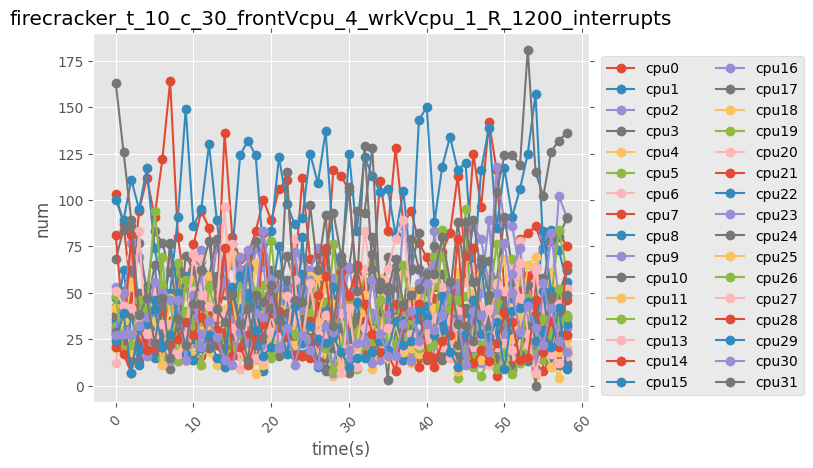 firecracker_t_10_c_30_frontVcpu_4_wrkVcpu_1_R_1200_interrupts
175
150
125
100
75
50
25
0
num
0
10
20
30
40
50
60
time(s)
cpu0
cpu1
cpu2
cpu3
cpu4
cpu5
cpu6
cpu7
cpu8
cpu9
cpu10
cpu11
cpu12
cpu13
cpu14
cpu15
cpu16
cpu17
cpu18
cpu19
cpu20
cpu21
cpu22
cpu23
cpu24
cpu25
cpu26
cpu27
cpu28
cpu29
cpu30
cpu31